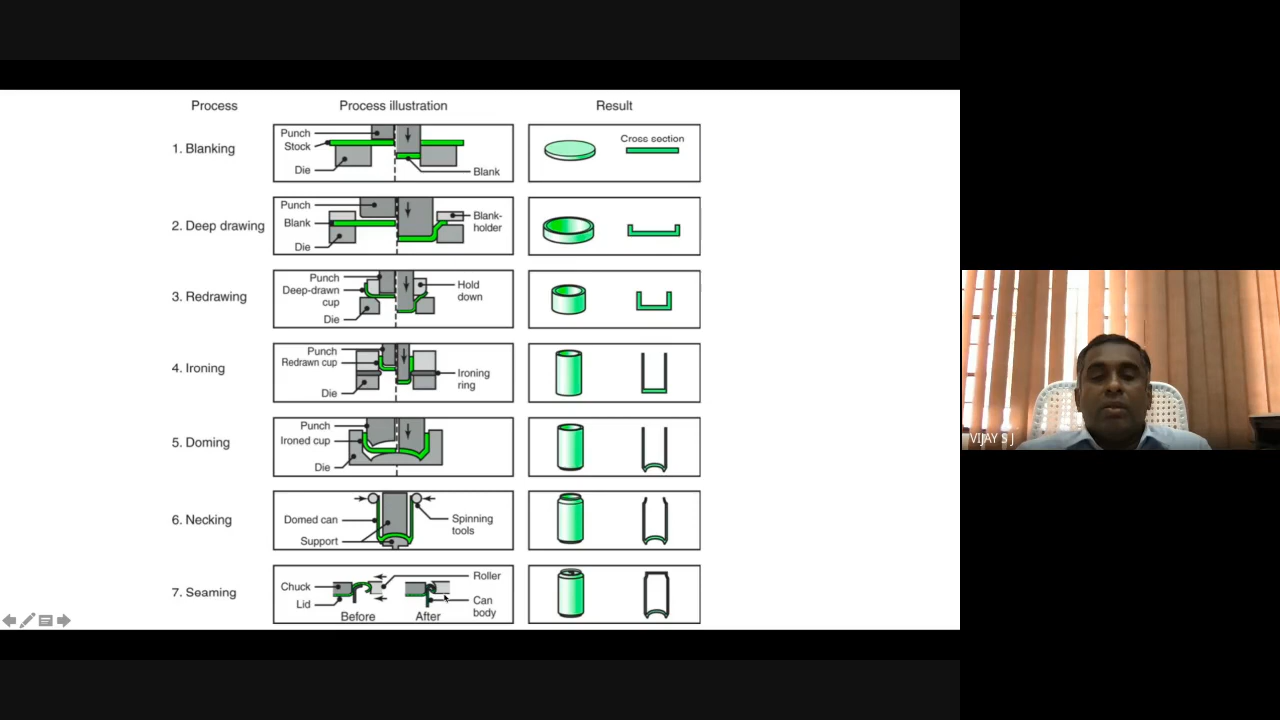 Process
Process illustration
Result
1. Blanking
Punch
Stock
Die
Blank
Cross section
2. Deep drawing
Punch
Blank
Die
Blank-
holder
3. Redrawing
Punch
Deep-drawn
cup
Die
Hold
down
4. Ironing
Punch
Redrawn cup
Die
Ironing
ring
5. Doming
Punch
Ironed cup
Die
6. Necking
Domed can
Support
Spinning
tools
7. Seaming
Chuck
Lid
Before
After
Roller
Can
body
VIJAY S J